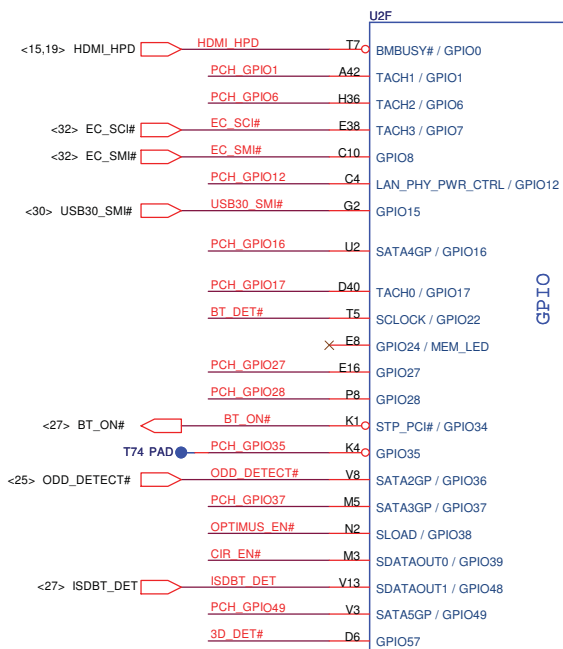 U2F
<15,19> HDMI_HPD HDMI_HPD T7 BMBUSY# / GPIO0
PCH_GPIO1 A42 TACH1 / GPIO1
PCH_GPIO6 H36 TACH2 / GPIO6
<32> EC_SCI# EC_SCI# E38 TACH3 / GPIO7
<32> EC_SMI# EC_SMI# C10 GPIO8
PCH_GPIO12 C4 LAN_PHY_PWR_CTRL / GPIO12
<30> USB30_SMI# USB30_SMI# G2 GPIO15
PCH_GPIO16 U2 SATA4GP / GPIO16
PCH_GPIO17 D40 TACH0 / GPIO17
BT_DET# T5 SCLOCK / GPIO22
GPIO
E8 GPIO24 / MEM_LED
PCH_GPIO27 E16 GPIO27
PCH_GPIO28 P8 GPIO28
<27> BT_ON# BT_ON# K1 STP_PCI# / GPIO34
T74 PAD PCH_GPIO35 K4 GPIO35
<25> ODD_DETECT# ODD_DETECT# V8 SATA2GP / GPIO36
PCH_GPIO37 M5 SATA3GP / GPIO37
OPTIMUS_EN# N2 SLOAD / GPIO38
CIR_EN# M3 SDATAOUT0 / GPIO39
<27> ISDBT_DET ISDBT_DET V13 SDATAOUT1 / GPIO48
PCH_GPIO49 V3 SATA5GP / GPIO49
3D_DET# D6 GPIO57